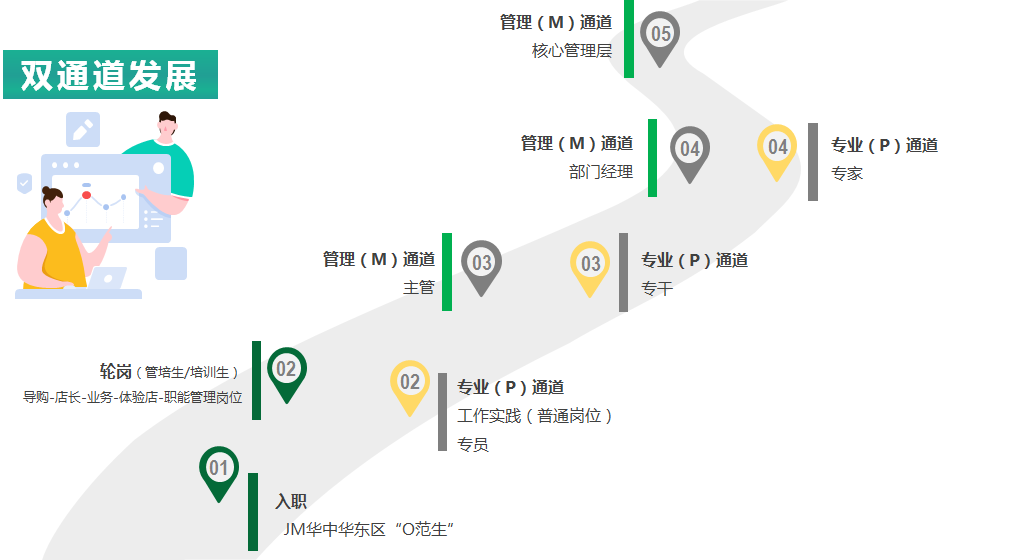 管理（M）通道
核心管理层
05
双通道发展
管理（M）通道
部门经理
04
04
专业（P）通道
专家
管理（M）通道
主管
03
03
专业（P）通道
专干
轮岗（管培生/培训生）
导购-店长-业务-体验店-职能管理岗位
02
02
专业（P）通道
工作实践（普通岗位）
专员
01
入职
JM华中华东区“O范生”